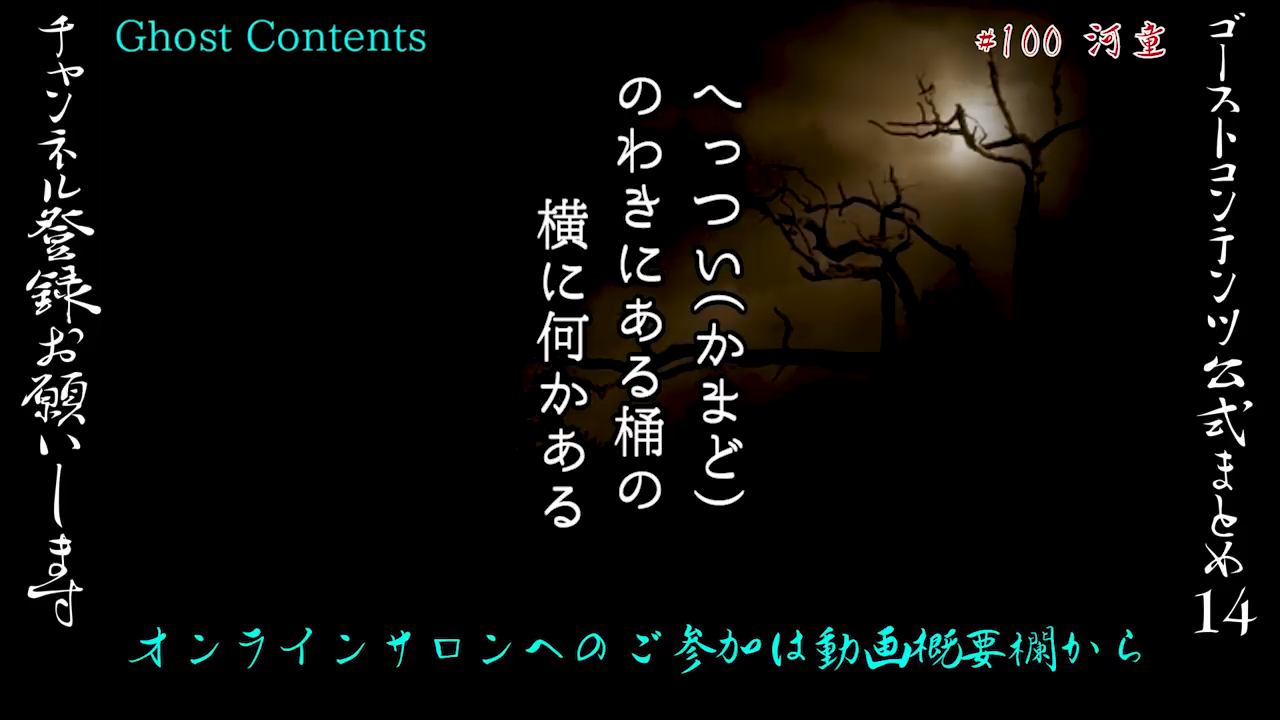 Ghost Contents
#100 河童
ゴーストコンテンツ公式まとめ14
へっつい(かまど)
のわきにある桶の
横に何かある
チャンネル登録お願いします
オンラインサロンへのご参加は動画概要欄から